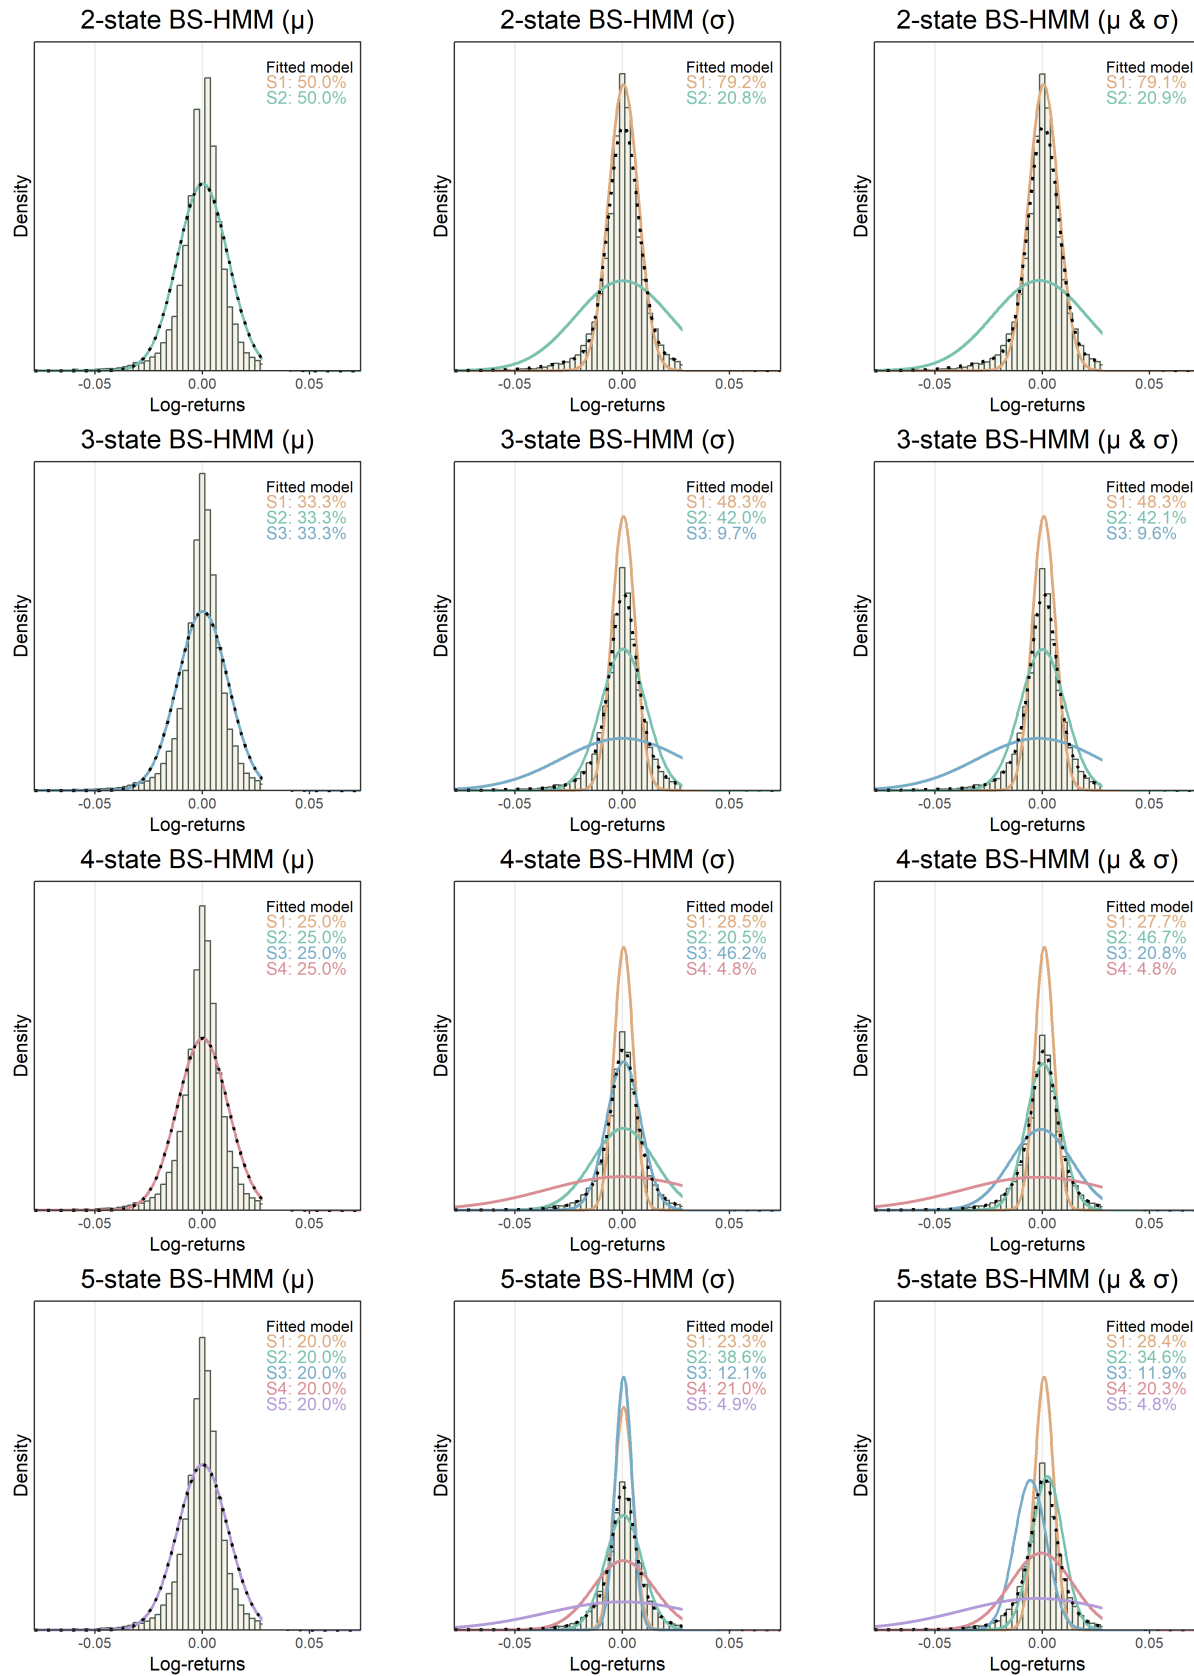 2-state BS-HMM (μ)
Density
Fitted model
S1: 50.0%
S2: 50.0%
-0.05 0.00 0.05
Log-returns
2-state BS-HMM (σ)
Density
Fitted model
S1: 79.2%
S2: 20.8%
-0.05 0.00 0.05
Log-returns
2-state BS-HMM (μ & σ)
Density
Fitted model
S1: 79.1%
S2: 20.9%
-0.05 0.00 0.05
Log-returns
3-state BS-HMM (μ)
Density
Fitted model
S1: 33.3%
S2: 33.3%
S3: 33.3%
-0.05 0.00 0.05
Log-returns
3-state BS-HMM (σ)
Density
Fitted model
S1: 48.3%
S2: 42.0%
S3: 9.7%
-0.05 0.00 0.05
Log-returns
3-state BS-HMM (μ & σ)
Density
Fitted model
S1: 48.3%
S2: 42.1%
S3: 9.6%
-0.05 0.00 0.05
Log-returns
4-state BS-HMM (μ)
Density
Fitted model
S1: 25.0%
S2: 25.0%
S3: 25.0%
S4: 25.0%
-0.05 0.00 0.05
Log-returns
4-state BS-HMM (σ)
Density
Fitted model
S1: 28.5%
S2: 20.5%
S3: 46.2%
S4: 4.8%
-0.05 0.00 0.05
Log-returns
4-state BS-HMM (μ & σ)
Density
Fitted model
S1: 27.7%
S2: 46.7%
S3: 20.8%
S4: 4.8%
-0.05 0.00 0.05
Log-returns
5-state BS-HMM (μ)
Density
Fitted model
S1: 20.0%
S2: 20.0%
S3: 20.0%
S4: 20.0%
S5: 20.0%
-0.05 0.00 0.05
Log-returns
5-state BS-HMM (σ)
Density
Fitted model
S1: 23.3%
S2: 38.6%
S3: 12.1%
S4: 21.0%
S5: 4.9%
-0.05 0.00 0.05
Log-returns
5-state BS-HMM (μ & σ)
Density
Fitted model
S1: 28.4%
S2: 34.6%
S3: 11.9%
S4: 20.3%
S5: 4.8%
-0.05 0.00 0.05
Log-returns